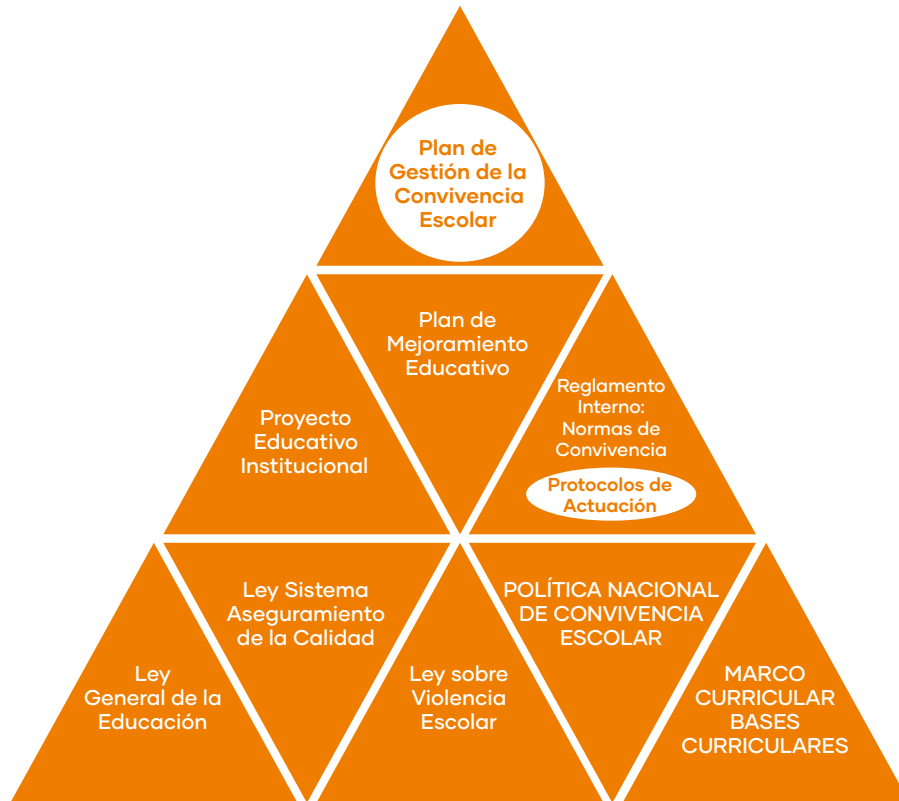 Plan de
Gestión de la
Convivencia
Escolar
Plan de
Mejoramiento
Educativo
Proyecto
Educativo
Institucional
Reglamento
Interno:
Normas de
Convivencia
Protocolos de
Actuación
Ley Sistema
Aseguramiento
de la Calidad
POLÍTICA NACIONAL
DE CONVIVENCIA
ESCOLAR
Ley
General de la
Educación
Ley sobre
Violencia
Escolar
MARCO
CURRICULAR
BASES
CURRICULARES